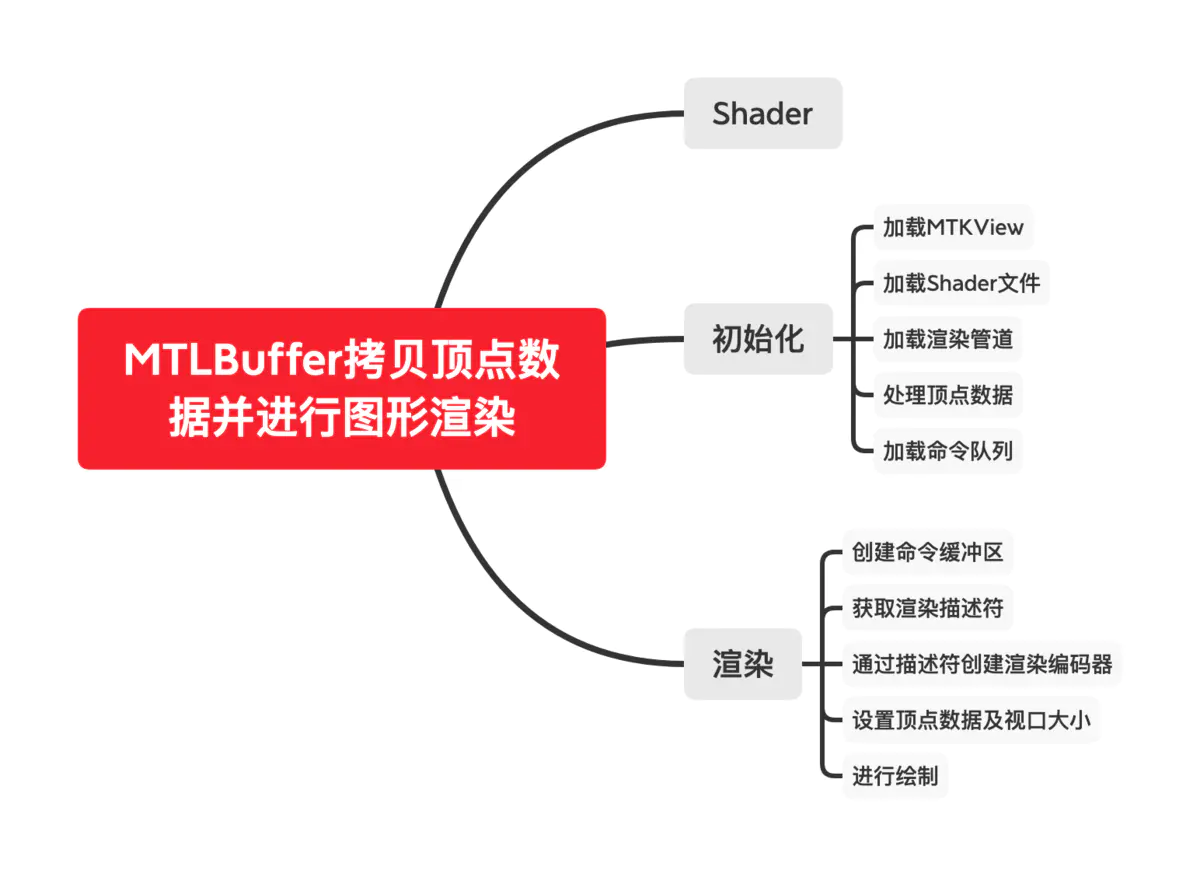 MTLBuffer拷贝顶点数
据并进行图形渲染
Shader
初始化
加载MTKView
加载Shader文件
加载渲染管道
处理顶点数据
加载命令队列
渲染
创建命令缓冲区
获取渲染描述符
通过描述符创建渲染编码器
设置顶点数据及视口大小
进行绘制